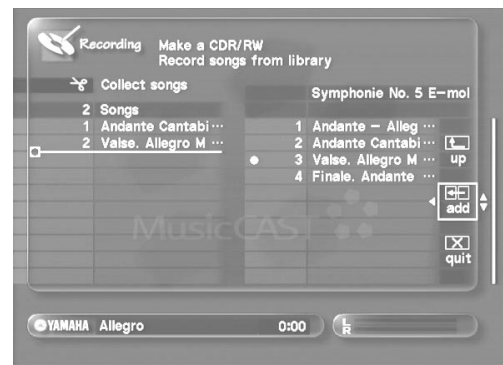 Recording
Make a CDR/RW
Record songs from library
Collect songs
2 Songs
1 Andante Cantabi…
2 Valse. Allegro M …
Symphonie No. 5 E-mol
1 Andante – Alleg …
2 Andante Cantabi…
3 Valse. Allegro M …
4 Finale. Andante …
up
add
quit
MusicCAST
YAMAHA Allegro 0:00 L
R